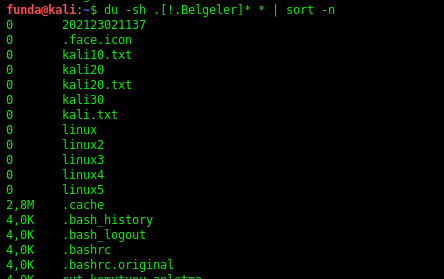 funda@kali:~$ du -sh .[!.Belgeler]* * | sort -n
0 202123021137
0 .face.icon
0 kali10.txt
0 kali20
0 kali20.txt
0 kali30
0 kali.txt
0 linux
0 linux2
0 linux3
0 linux4
0 linux5
2,8M .cache
4,0K .bash_history
4,0K .bash_logout
4,0K .bashrc
4,0K .bashrc.original
4,0K